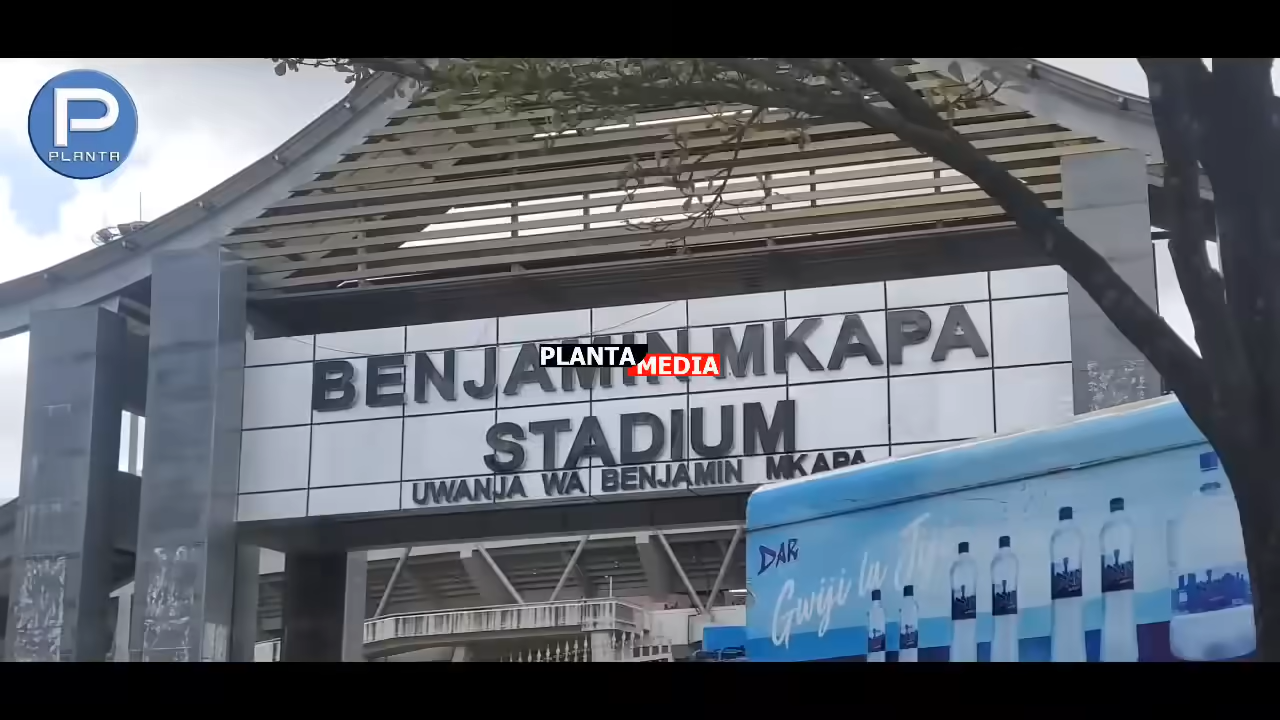 P
PLANTA
BENJAMIN MKAPA
PLANTA
MEDIA
STADIUM
UWANJA WA BENJAMIN MKAPA
DAR
Gwiji la